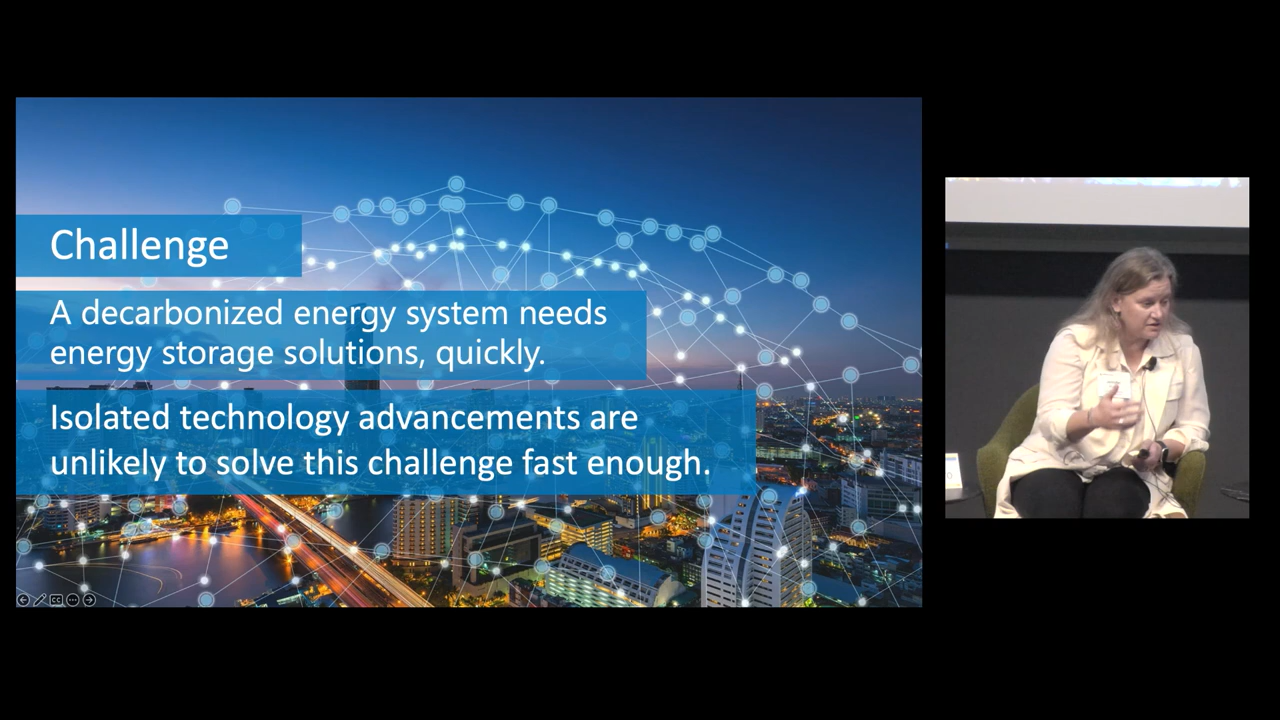 Challenge
A decarbonized energy system needs
energy storage solutions, quickly.
Isolated technology advancements are
unlikely to solve this challenge fast enough.
CC